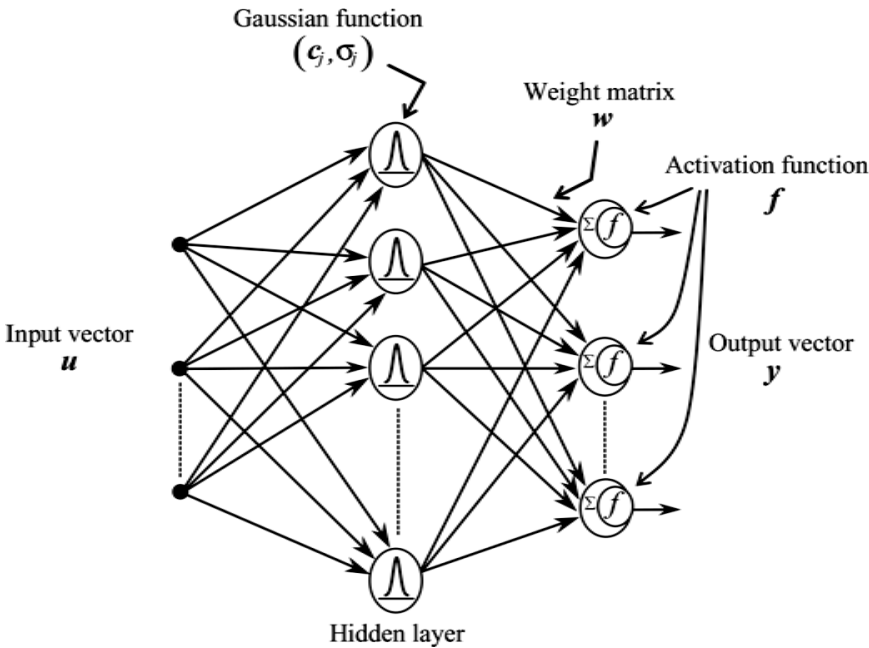 Gaussian function
(cj,σj)
Weight matrix
w
Activation function
f
Σ f
Input vector
u
Σ f
Output vector
y
Σ f
Hidden layer